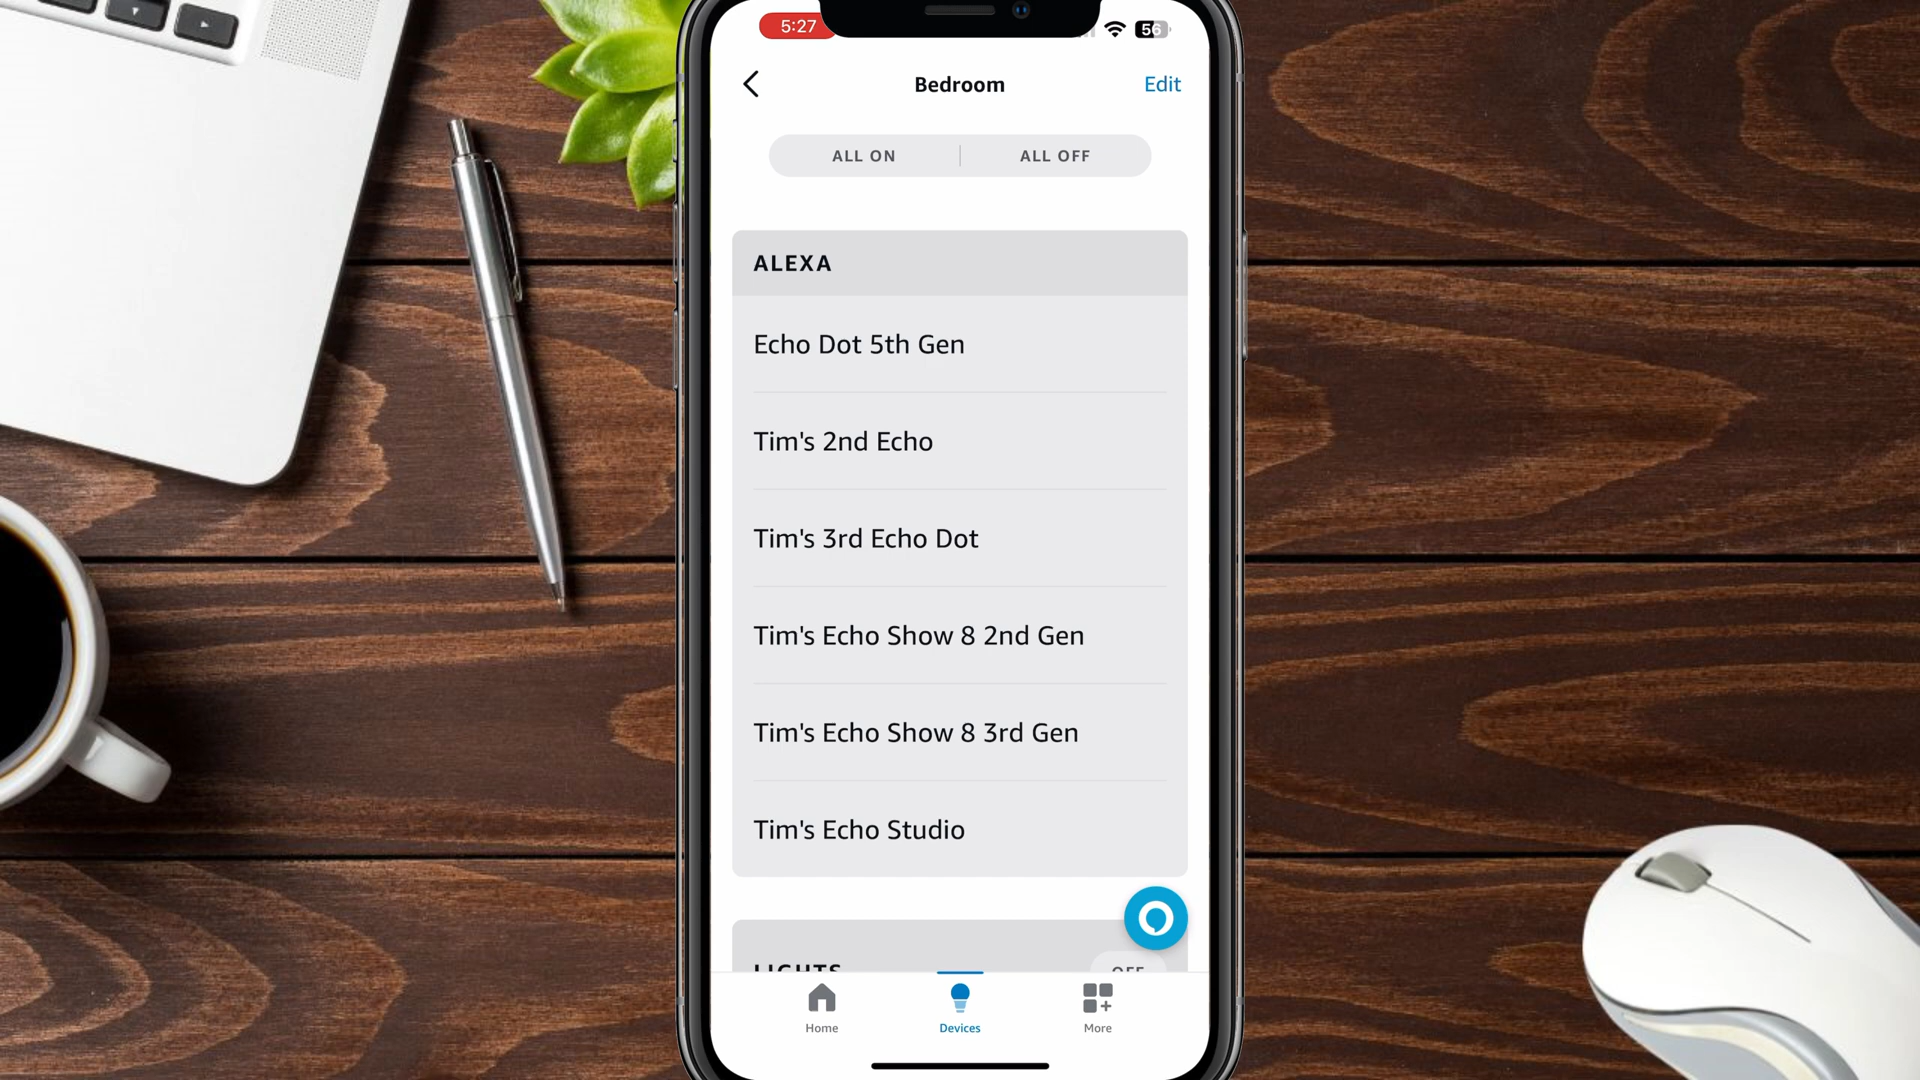 5:27
56
Bedroom
Edit
ALL ON
ALL OFF
ALEXA
Echo Dot 5th Gen
Tim's 2nd Echo
Tim's 3rd Echo Dot
Tim's Echo Show 8 2nd Gen
Tim's Echo Show 8 3rd Gen
Tim's Echo Studio
LIGHTS
OFF
Home
Devices
More